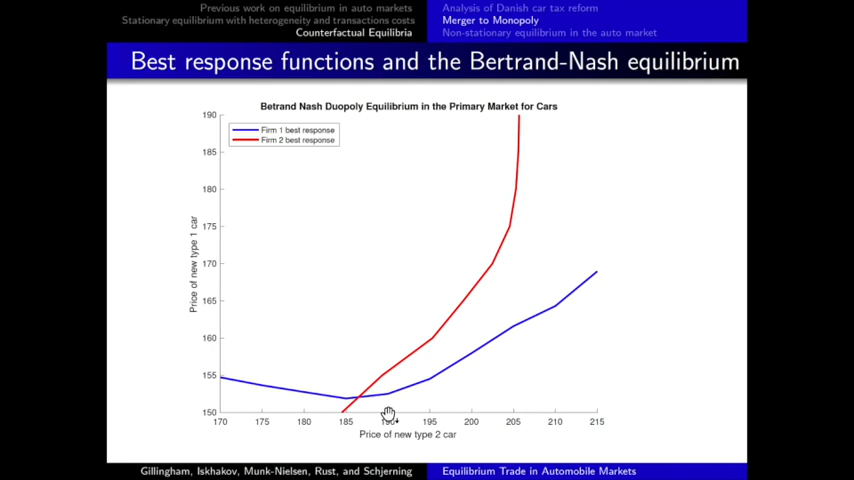 Previous work on equilibrium in auto markets
Stationary equilibrium with heterogeneity and transactions costs
Counterfactual Equilibria
Analysis of Danish car tax reform
Merger to Monopoly
Non-stationary equilibrium in the auto market
Best response functions and the Bertrand-Nash equilibrium
Betrand Nash Duopoly Equilibrium in the Primary Market for Cars
Firm 1 best response
Firm 2 best response
Price of new type 1 car
190
185
180
175
170
165
160
155
150
170 175 180 185 195 200 205 210 215
Price of new type 2 car
Gillingham, Iskhakov, Munk-Nielsen, Rust, and Schjerning
Equilibrium Trade in Automobile Markets